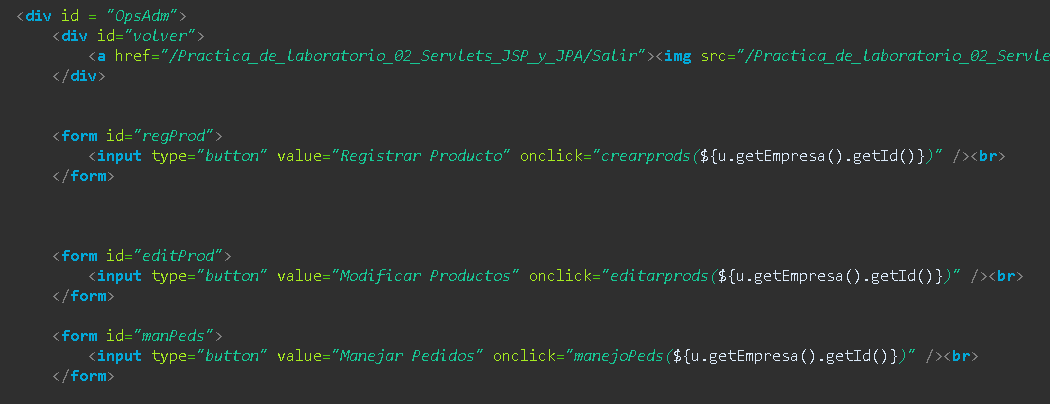 <div id = "OpsAdm">
<div id="volver">
<a href="/Practica_de_laboratorio_02_Servlets_JSP_y_JPA/Salir"><img src="/Practica_de_laboratorio_02_Servle
</div>
<form id="regProd">
<input type="button" value="Registrar Producto" onclick="crearprods(${u.getEmpresa().getId()})" /><br>
</form>
<form id="editProd">
<input type="button" value="Modificar Productos" onclick="editarprods(${u.getEmpresa().getId()})" /><br>
</form>
<form id="manPeds">
<input type="button" value="Manejar Pedidos" onclick="manejoPeds(${u.getEmpresa().getId()})" /><br>
</form>